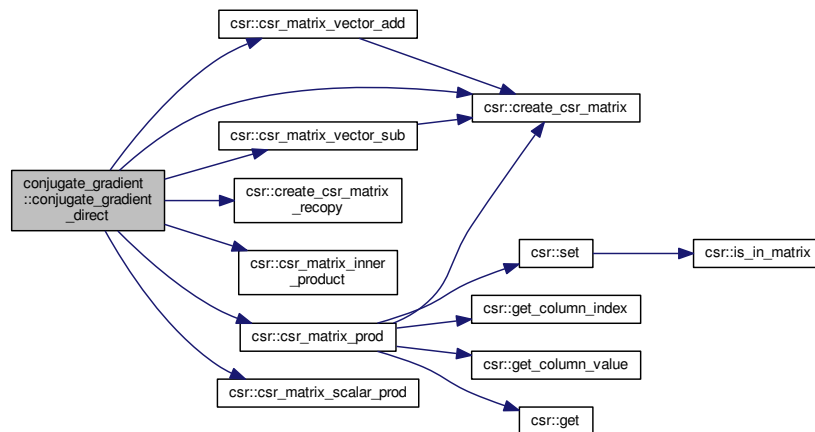 csr::csr_matrix_vector_add
csr::create_csr_matrix
csr::csr_matrix_vector_sub
conjugate_gradient
::conjugate_gradient
_direct
csr::create_csr_matrix
_recopy
csr::csr_matrix_inner
_product
csr::set
csr::is_in_matrix
csr::get_column_index
csr::csr_matrix_prod
csr::get_column_value
csr::csr_matrix_scalar_prod
csr::get